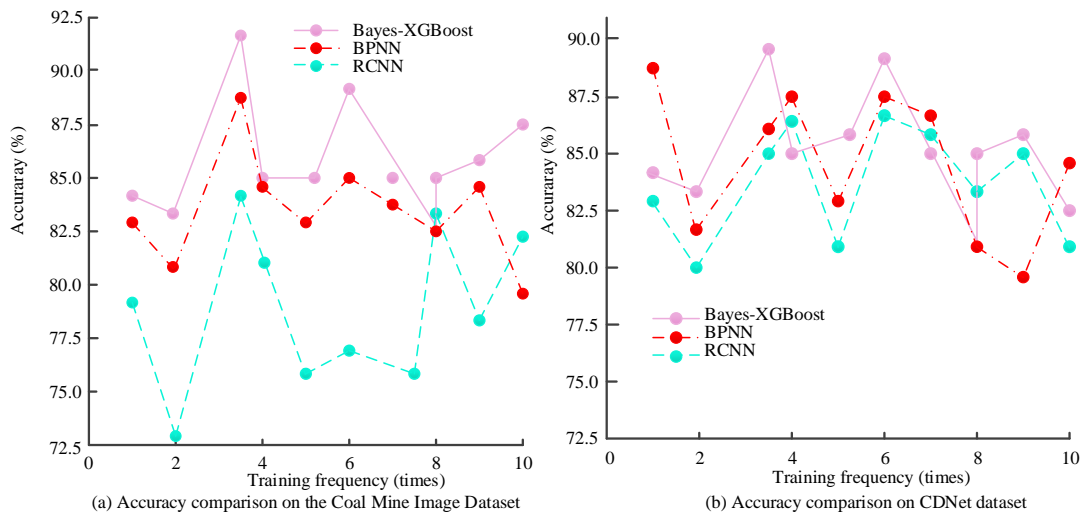 92.5
90.0
87.5
85.0
82.5
80.0
77.5
75.0
72.5
Accuraray (%)
Bayes-XGBoost
BPNN
RCNN
0 2 4 6 8 10
Training frequency (times)
(a) Accuracy comparison on the Coal Mine Image Dataset
90.0
87.5
85.0
82.5
80.0
77.5
75.0
72.5
Accuraray (%)
Bayes-XGBoost
BPNN
RCNN
0 2 4 6 8 10
Training frequency (times)
(b) Accuracy comparison on CDNet dataset